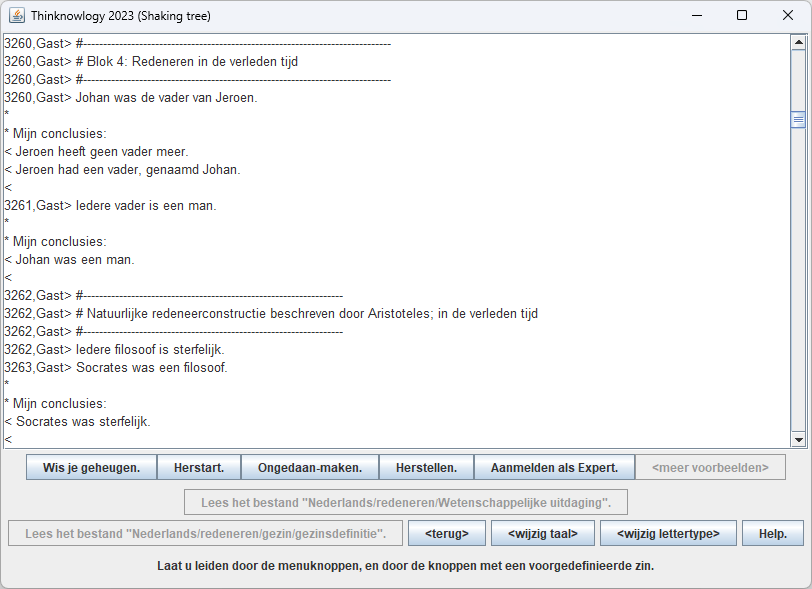 Thinknowlogy 2023 (Shaking tree)
3260,Gast> #-----------------------------------------------------------------------------
3260,Gast> # Blok 4: Redeneren in de verleden tijd
3260,Gast> #-----------------------------------------------------------------------------
3260,Gast> Johan was de vader van Jeroen.
*
* Mijn conclusies:
< Jeroen heeft geen vader meer.
< Jeroen had een vader, genaamd Johan.
<
3261,Gast> Iedere vader is een man.
*
* Mijn conclusies:
< Johan was een man.
<
3262,Gast> #-----------------------------------------------------------------
3262,Gast> # Natuurlijke redeneerconstructie beschreven door Aristoteles; in de verleden tijd
3262,Gast> #-----------------------------------------------------------------
3262,Gast> Iedere filosoof is sterfelijk.
3263,Gast> Socrates was een filosoof.
*
* Mijn conclusies:
< Socrates was sterfelijk.
<
Wis je geheugen. Herstart. Ongedaan-maken. Herstellen. Aanmelden als Expert. <meer voorbeelden>
Lees het bestand "Nederlands/redeneren/Wetenschappelijke uitdaging".
Lees het bestand "Nederlands/redeneren/gezin/gezinsdefinitie". <terug> <wijzig taal> <wijzig lettertype> Help.
Laat u leiden door de menuknoppen, en door de knoppen met een voorgedefinieerde zin.